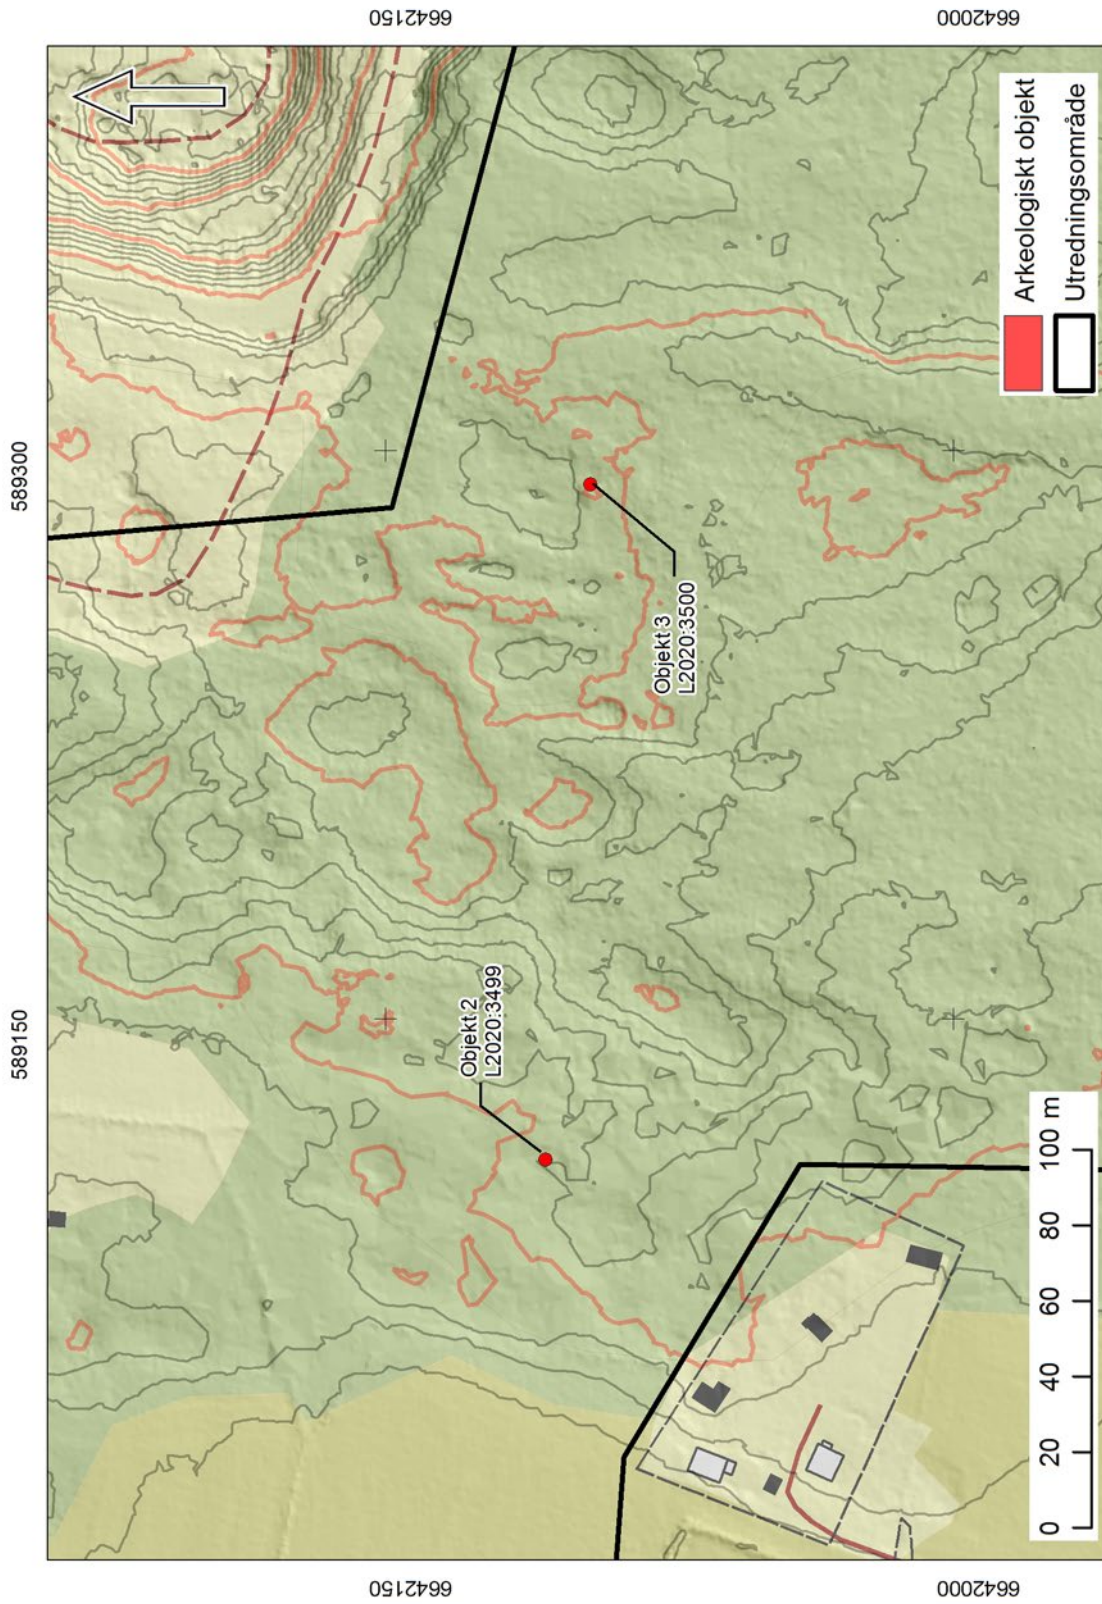 6642150
6642000
589300
589150
Arkeologiskt objekt
Utredningsområde
Objekt 3
L2020:3500
Objekt 2
L2020:3499
0 20 40 60 80 100 m
6642150
6642000